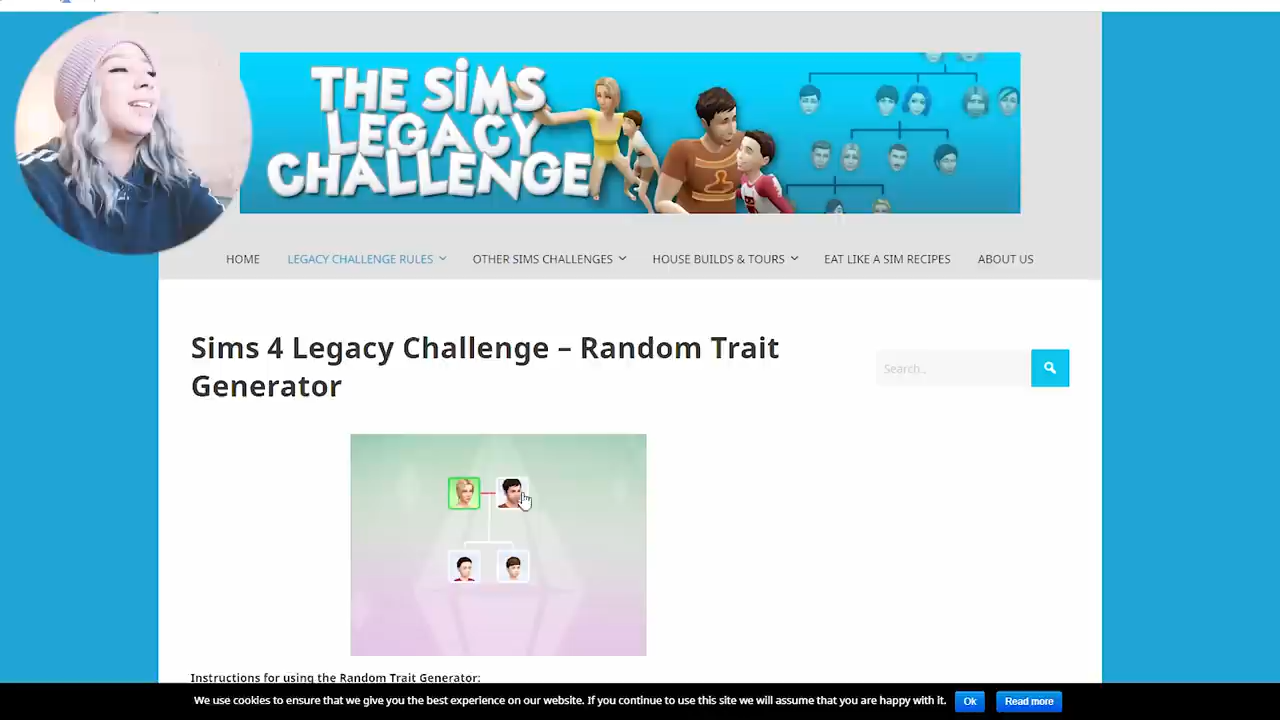 THE SiMS
LEGACY
CHALLENGE
HOME LEGACY CHALLENGE RULES OTHER SIMS CHALLENGES HOUSE BUILDS & TOURS EAT LIKE A SIM RECIPES ABOUT US
Sims 4 Legacy Challenge – Random Trait
Generator
Search...
Instructions for using the Random Trait Generator:
We use cookies to ensure that we give you the best experience on our website. If you continue to use this site we will assume that you are happy with it. Ok Read more